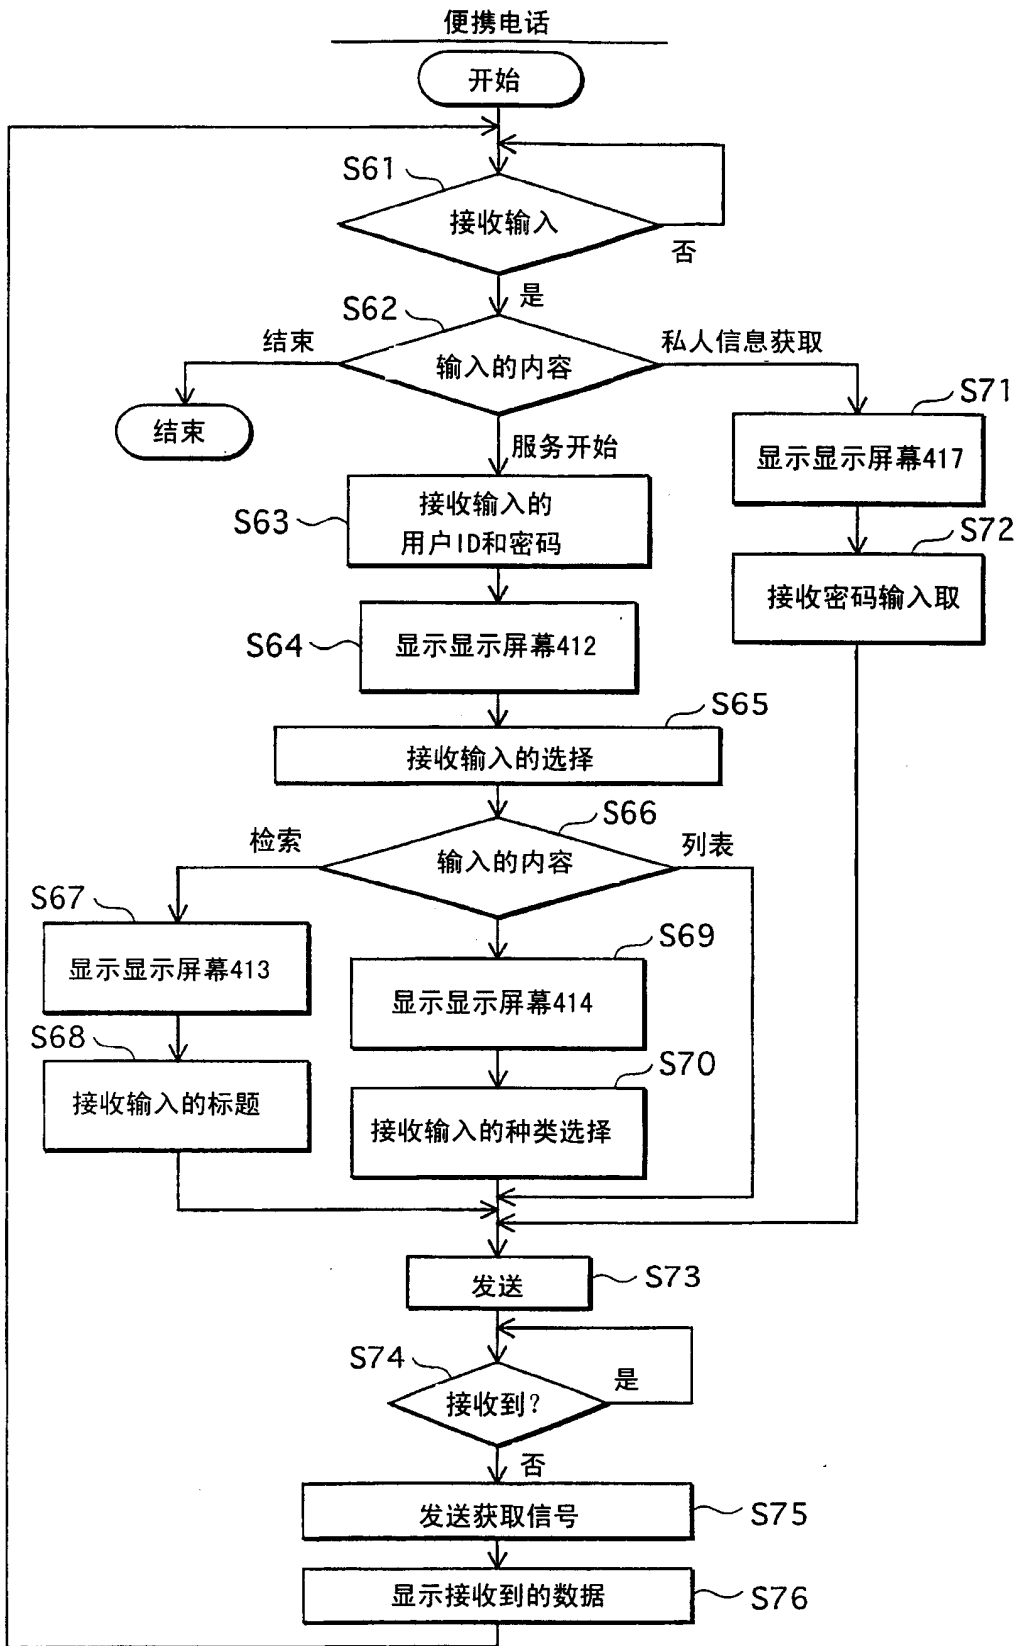 便携电话
开始
S61
接收输入
否
是
S62
结束
输入的内容
私人信息获取
S71
结束
服务开始
显示显示屏幕417
S63
接收输入的
用户ID和密码
S72
接收密码输入取
S64
显示显示屏幕412
S65
接收输入的选择
S66
检索
输入的内容
列表
S67
显示显示屏幕413
S69
显示显示屏幕414
S68
接收输入的标题
S70
接收输入的种类选择
发送
S73
S74
接收到?
是
否
发送获取信号
S75
显示接收到的数据
S76